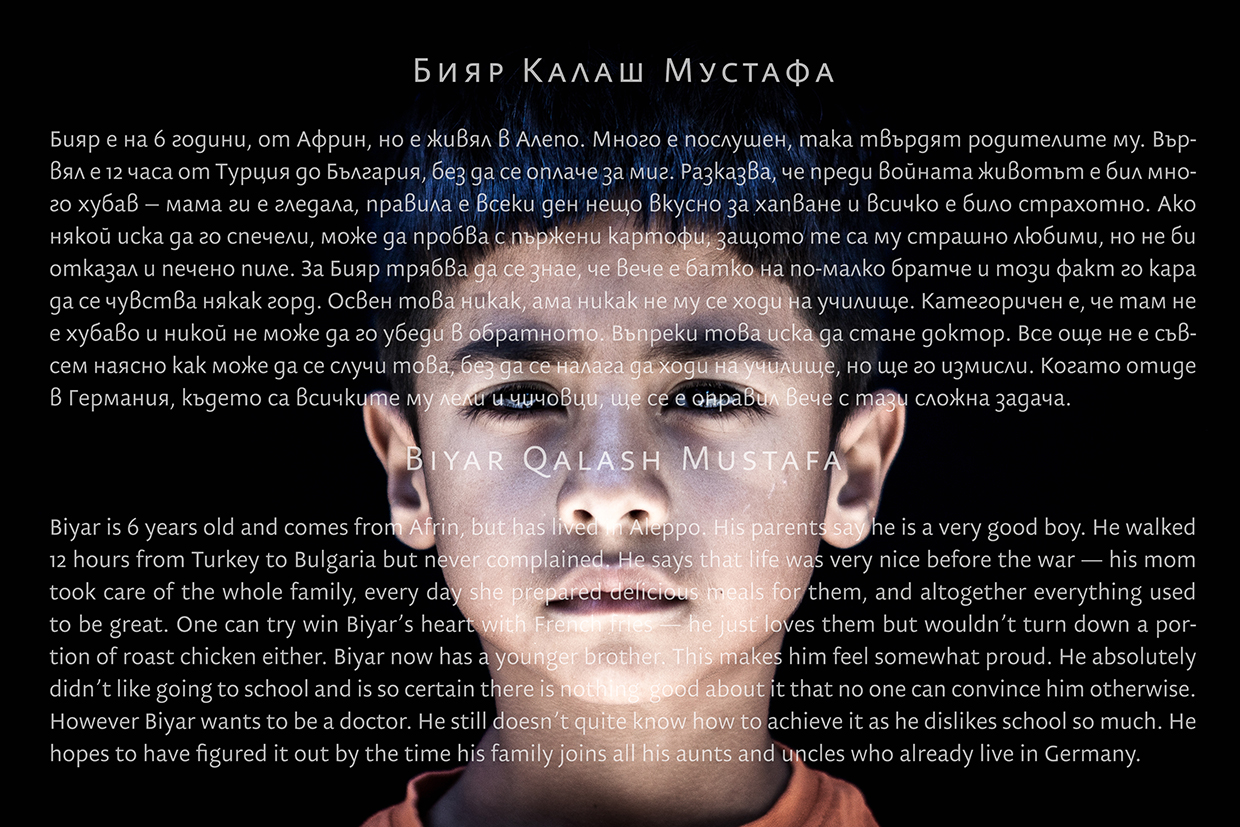 Бияр Калаш Мустафа
Бияр е на 6 години, от Африн, но е живял в Алепо. Много е послушен, така твърдят родителите му. Вър-
вял е 12 часа от Турция до България, без да се оплаче за миг. Разказва, че преди войната животът е бил мно-
го хубав – мама ги е гледала, правила е всеки ден нещо вкусно за хапване и всичко е било страхотно. Ако
някой иска да го спечели, може да пробва с пържени картофи, защото те са му страшно любими, но не би
отказал и печено пиле. За Бияр трябва да се знае, че вече е батко на по-малко братче и този факт го кара
да се чувства някак горд. Освен това никак, ама никак не му се ходи на училище. Категоричен е, че там не
е хубаво и никой не може да го убеди в обратното. Въпреки това иска да стане доктор. Все още не е съв-
сем наясно как може да се случи това, без да се налага да ходи на училище, но ще го измисли. Когато отиде
в Германия, където са всичките му лели и чичовци, ще се е оправил вече с тази сложна задача.
Biyar Qalash Mustafa
Biyar is 6 years old and comes from Afrin, but has lived in Aleppo. His parents say he is a very good boy. He walked
12 hours from Turkey to Bulgaria but never complained. He says that life was very nice before the war — his mom
took care of the whole family, every day she prepared delicious meals for them, and altogether everything used
to be great. One can try win Biyar’s heart with French fries — he just loves them but wouldn’t turn down a por-
tion of roast chicken either. Biyar now has a younger brother. This makes him feel somewhat proud. He absolutely
didn’t like going to school and is so certain there is nothing good about it that no one can convince him otherwise.
However Biyar wants to be a doctor. He still doesn’t quite know how to achieve it as he dislikes school so much. He
hopes to have figured it out by the time his family joins all his aunts and uncles who already live in Germany.